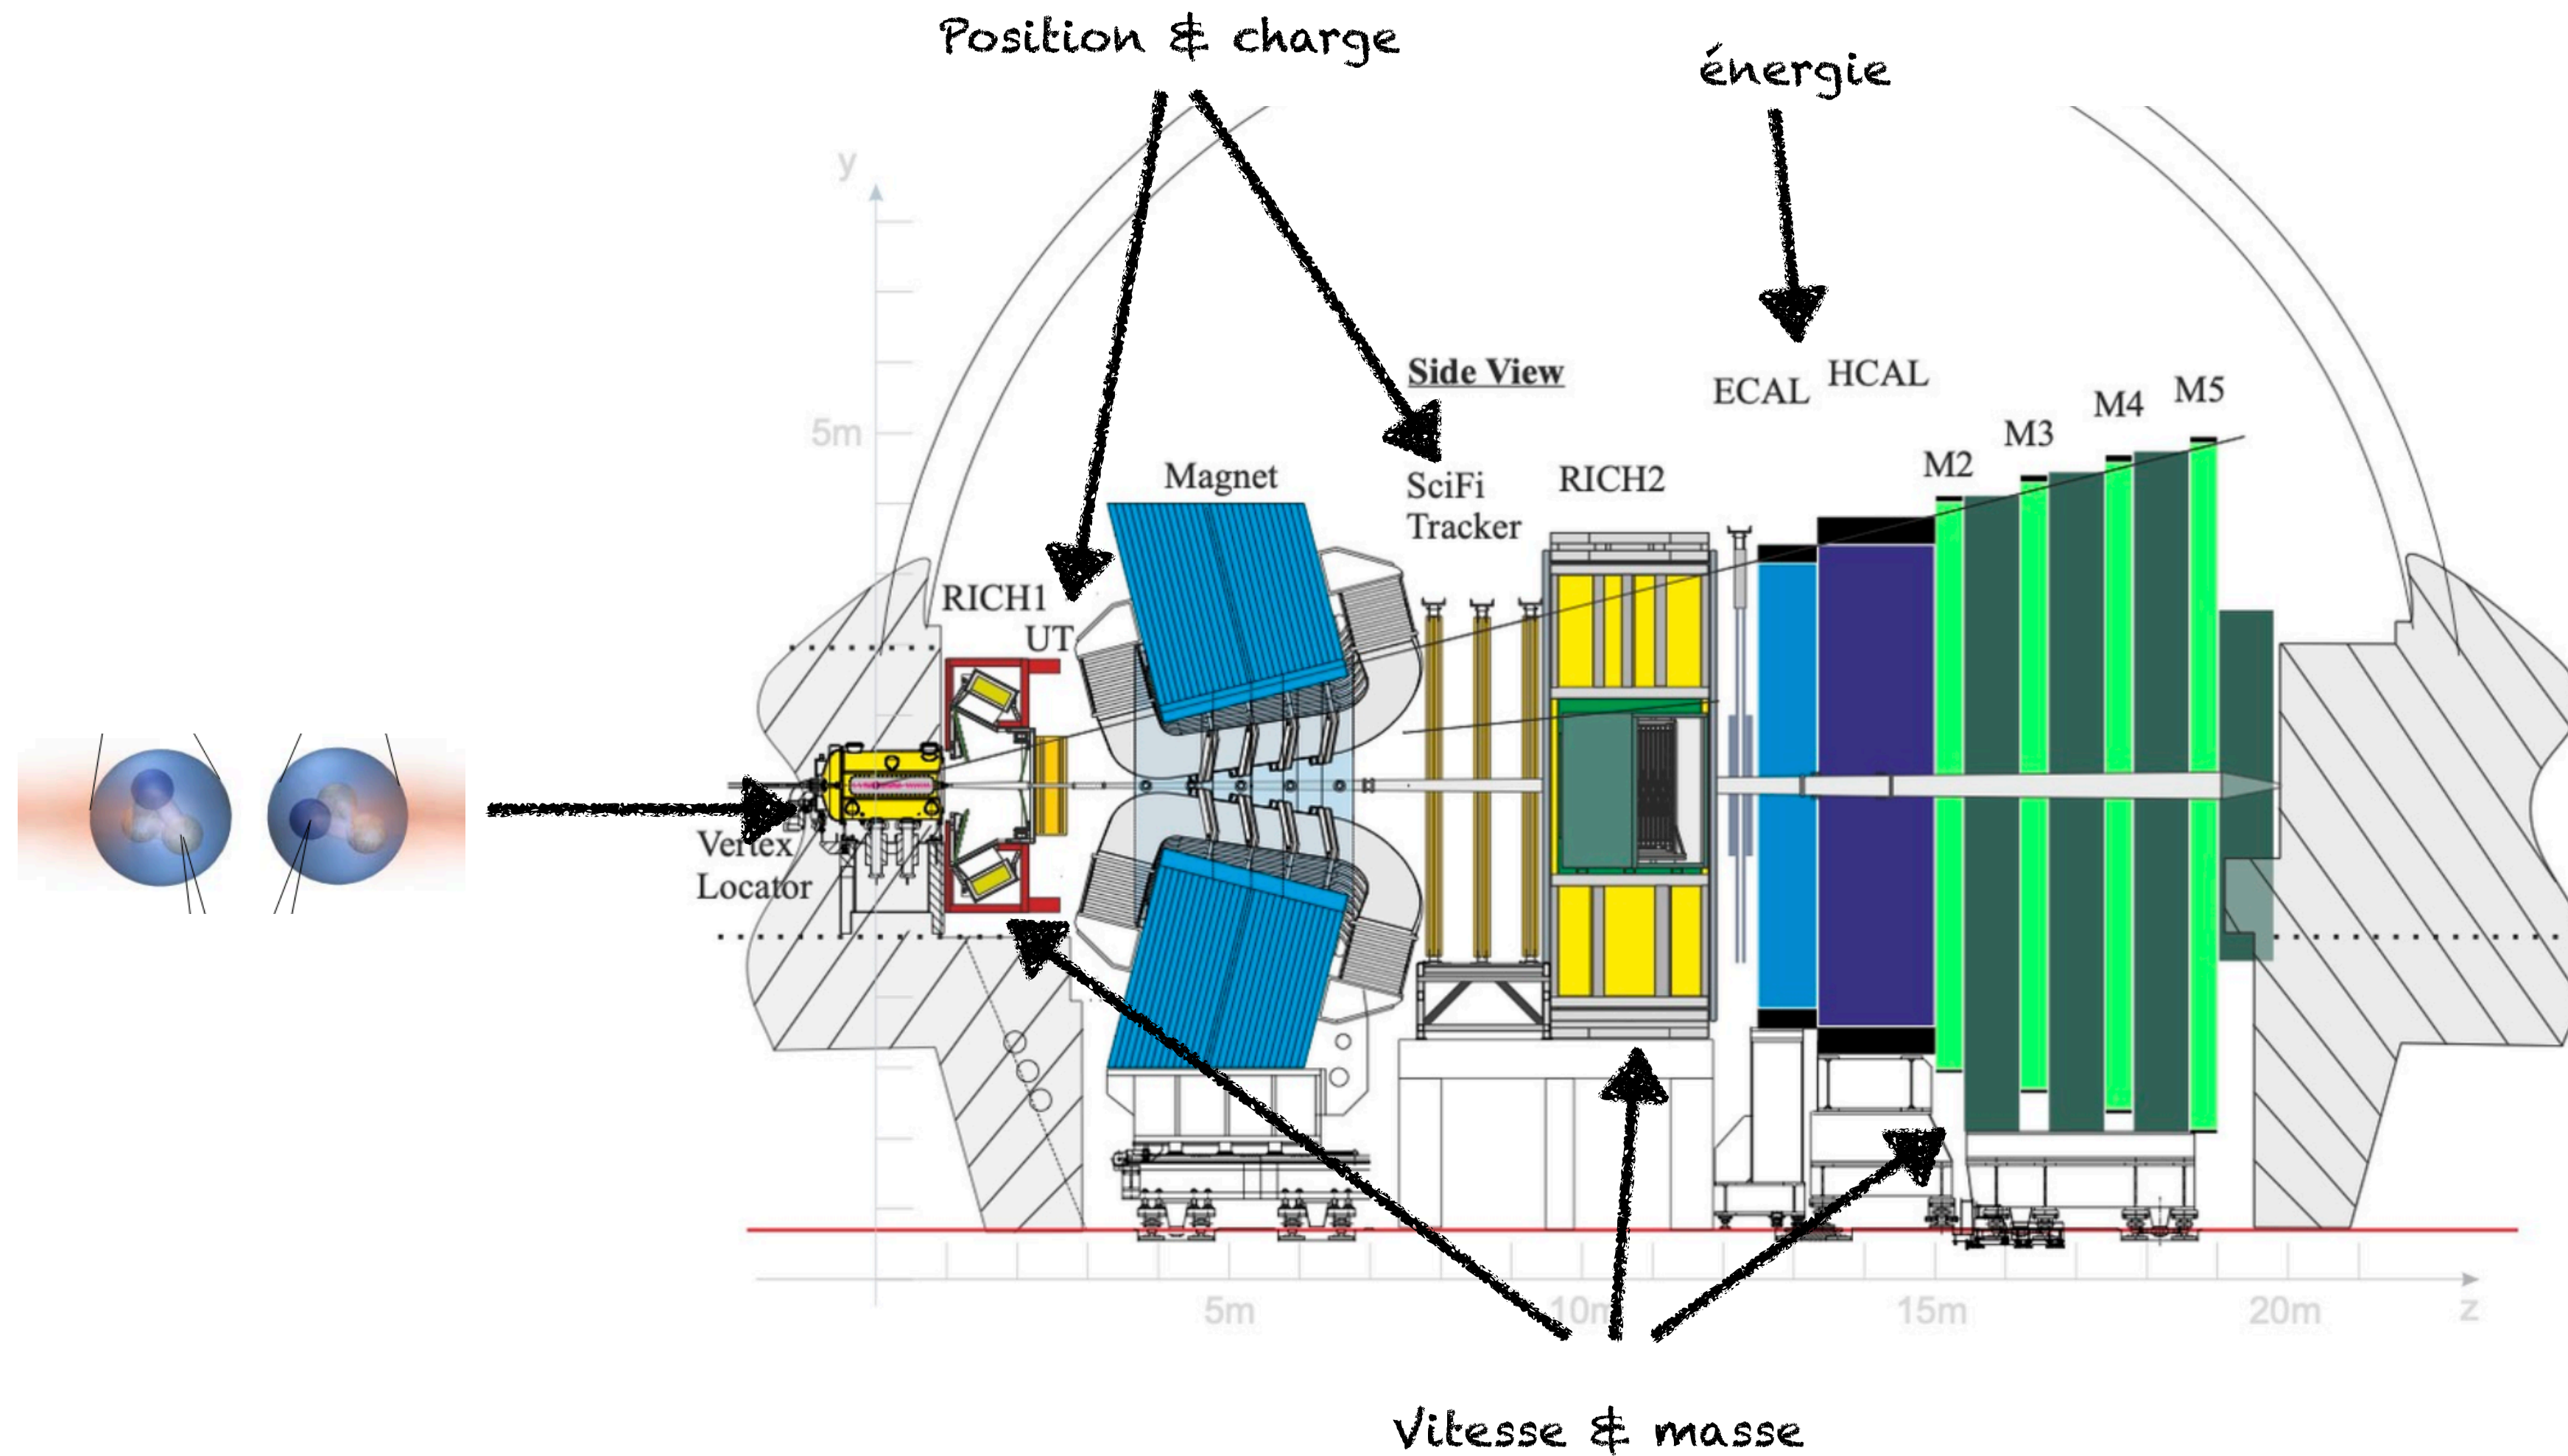 Position & charge
énergie
y
Side View
ECAL
HCAL
M5
M4
5m
M3
M2
Magnet
SciFi
Tracker
RICH2
RICH1
UT
Vertex
Locator
5m
10m
15m
20m
z
Vitesse & masse